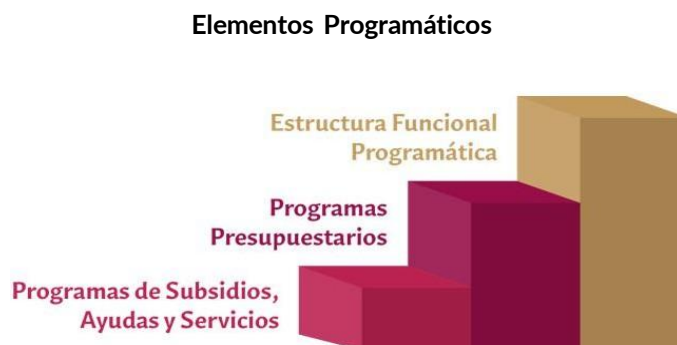 Elementos Programáticos
Estructura Funcional
Programática
Programas
Presupuestarios
Programas de Subsidios,
Ayudas y Servicios